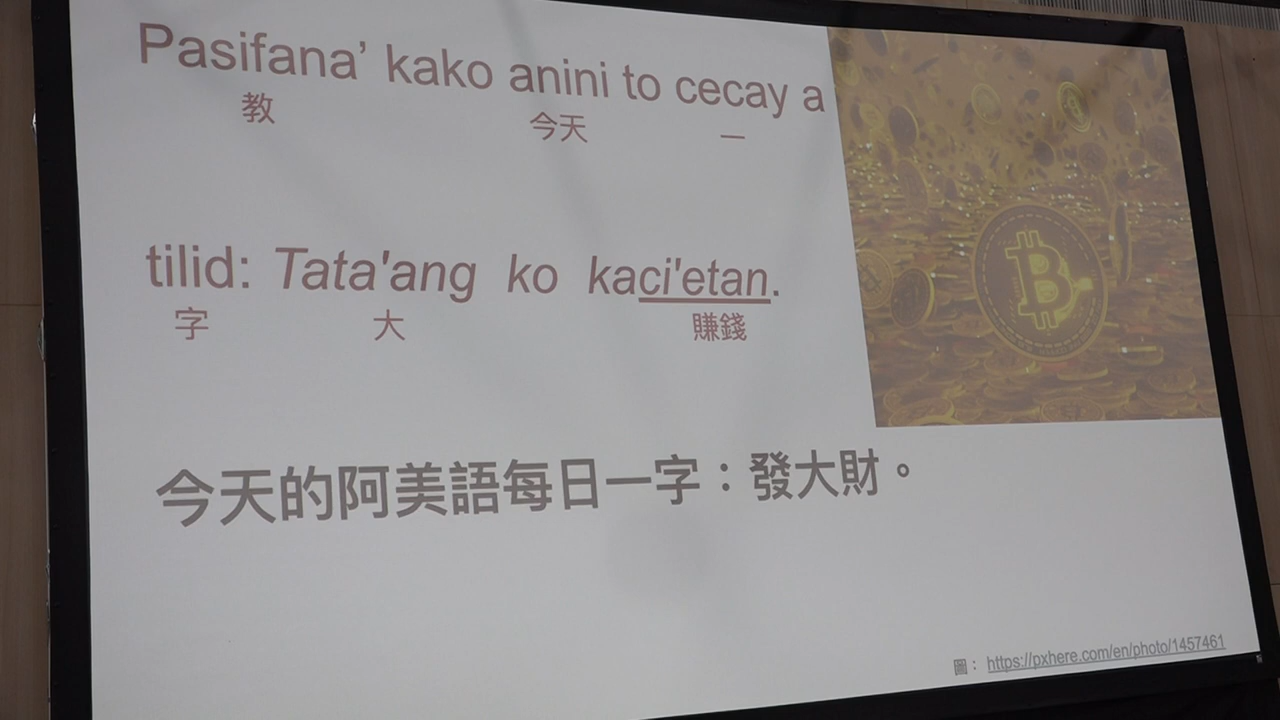 Pasifana’ kako anini to cecay a
教 今天 一
tilid: Tata'ang ko kaci'etan.
字 大 賺錢
今天的阿美語每日一字：發大財。
圖： https://pxhere.com/en/photo/1457461